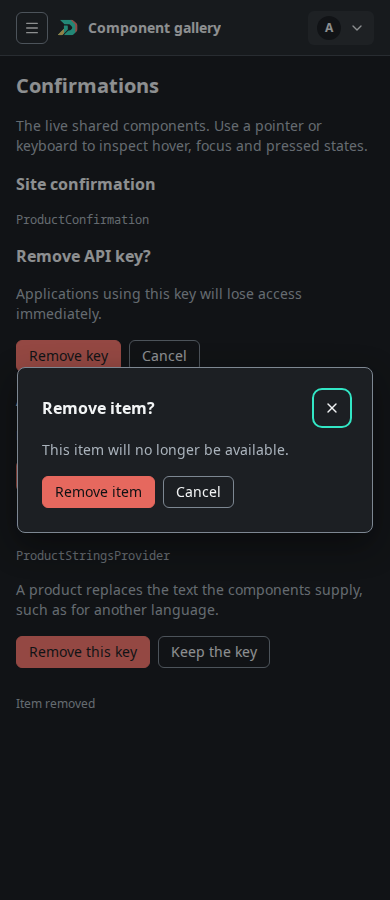 Component gallery
A
Confirmations
The live shared components. Use a pointer or
keyboard to inspect hover, focus and pressed states.
Site confirmation
ProductConfirmation
Remove API key?
Applications using this key will lose access
immediately.
Remove key
Cancel
Remove item?
This item will no longer be available.
Remove item
Cancel
ProductStringsProvider
A product replaces the text the components supply,
such as for another language.
Remove this key
Keep the key
Item removed